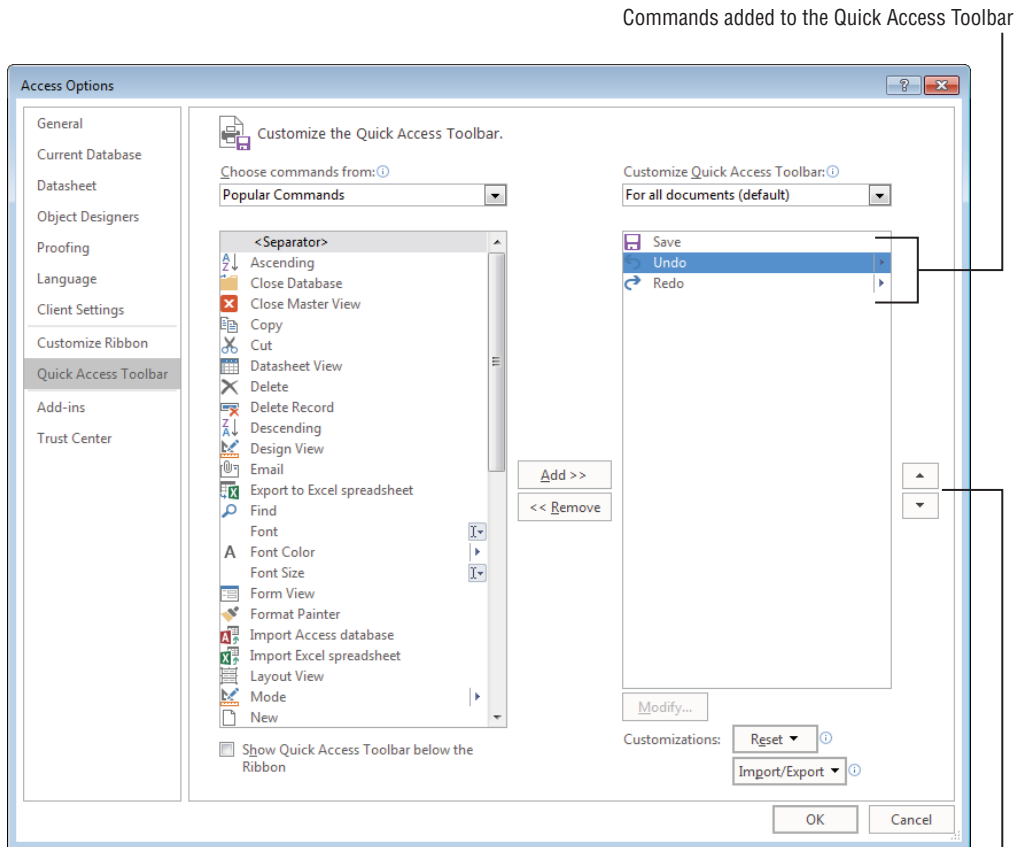 Commands added to the Quick Access Toolbar
Access Options
General
Current Database
Datasheet
Object Designers
Proofing
Language
Client Settings
Customize Ribbon
Quick Access Toolbar
Add-ins
Trust Center
Customize the Quick Access Toolbar.
Choose commands from:
Popular Commands
<Separator>
Ascending
Close Database
Close Master View
Copy
Cut
Datasheet View
Delete
Delete Record
Descending
Design View
Email
Export to Excel spreadsheet
Find
Font
Font Color
Font Size
Form View
Format Painter
Import Access database
Import Excel spreadsheet
Layout View
Mode
New
Show Quick Access Toolbar below the
Ribbon
Add >>
<< Remove
Customize Quick Access Toolbar:
For all documents (default)
Save
Undo
Redo
Modify...
Customizations:
Reset
Import/Export
OK
Cancel